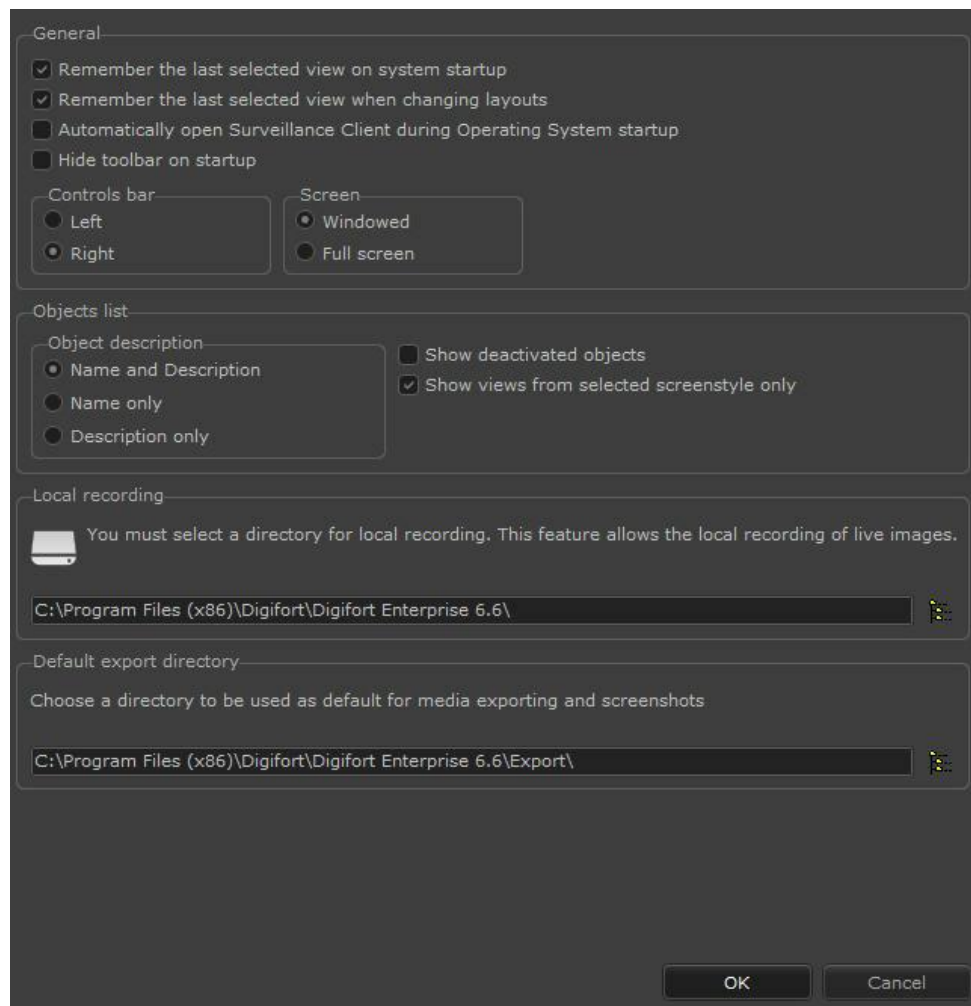 General
Remember the last selected view on system startup
Remember the last selected view when changing layouts
Automatically open Surveillance Client during Operating System startup
Hide toolbar on startup
Controls bar
Left
Right
Screen
Windowed
Full screen
Objects list
Object description
Name and Description
Name only
Description only
Show deactivated objects
Show views from selected screenstyle only
Local recording
You must select a directory for local recording. This feature allows the local recording of live images.
C:\Program Files (x86)\Digifort\Digifort Enterprise 6.6\
Default export directory
Choose a directory to be used as default for media exporting and screenshots
C:\Program Files (x86)\Digifort\Digifort Enterprise 6.6\Export\
OK
Cancel